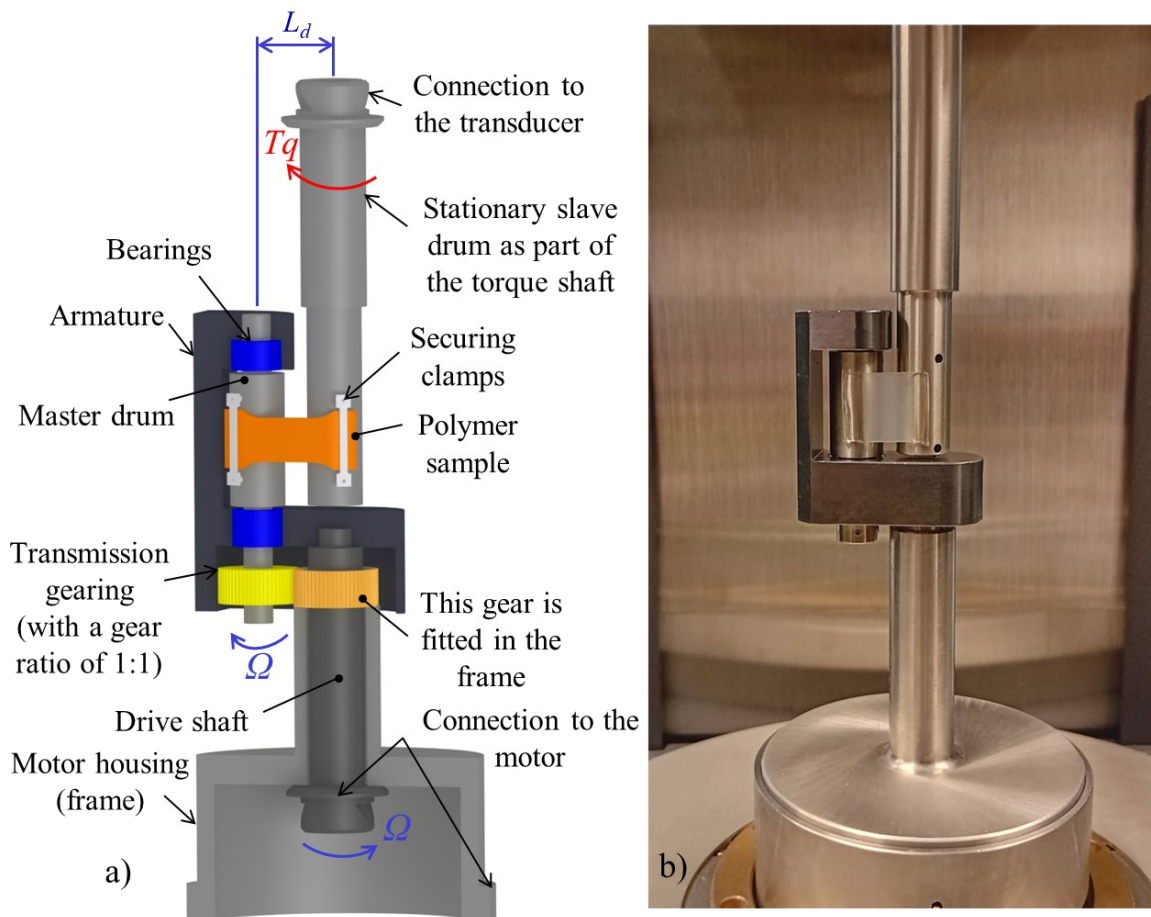 L_d
Connection to
the transducer
Tq
Stationary slave
drum as part of
the torque shaft
Bearings
Armature
Securing
clamps
Master drum
Polymer
sample
Transmission
gearing
(with a gear
ratio of 1:1)
This gear is
fitted in the
frame
Ω
Drive shaft
Connection to the
motor
Motor housing
(frame)
Ω
a)
b)